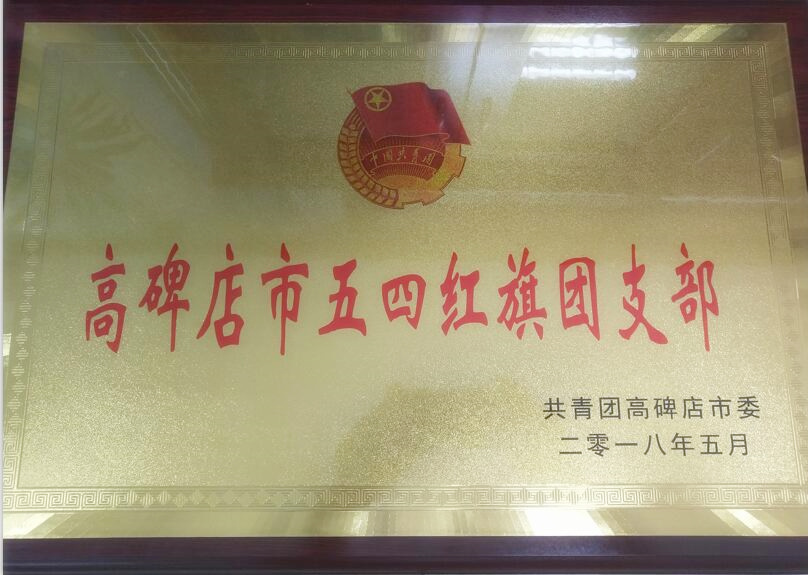 中国共青团
高碑店市五四红旗团支部
共青团高碑店市委
二零一八年五月